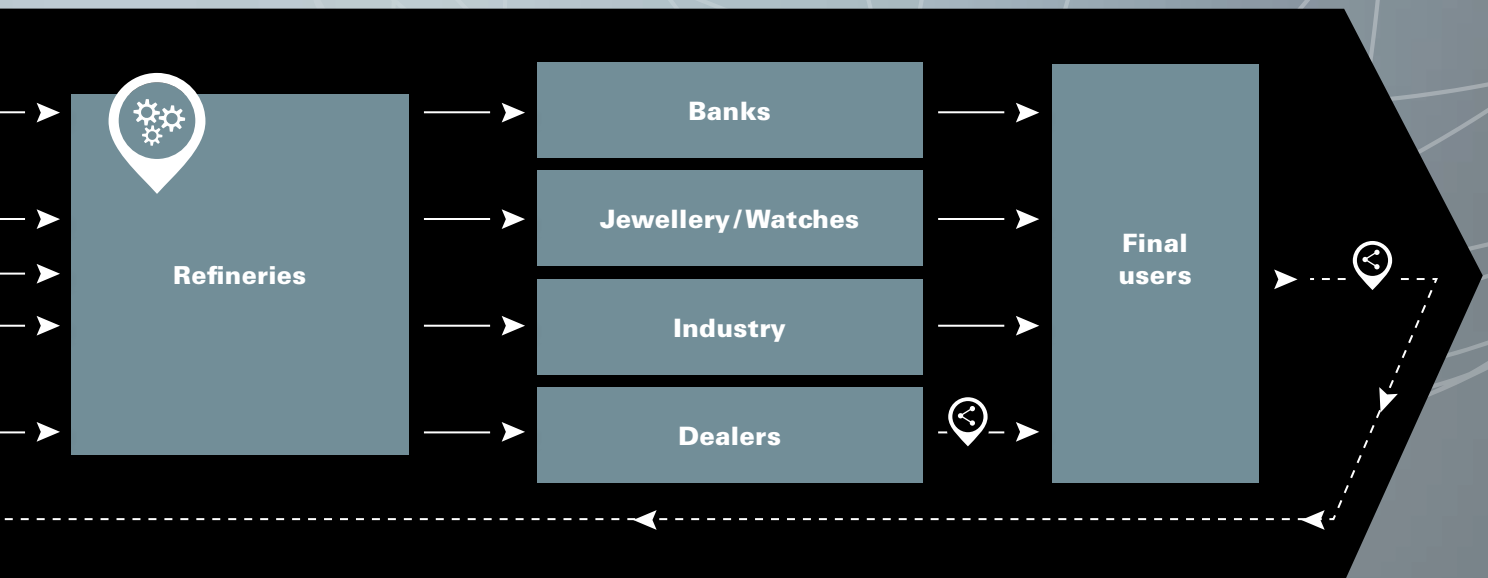 Refineries
Banks
Jewellery/Watches
Industry
Dealers
Final
users